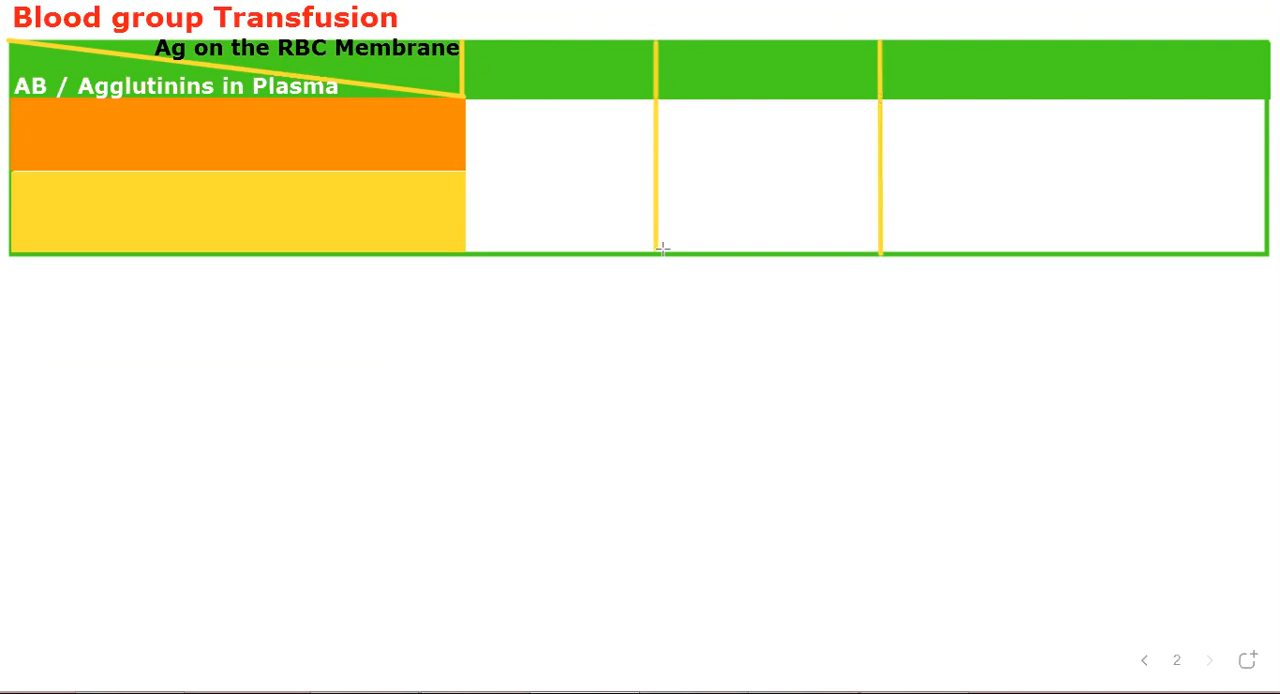 Blood group Transfusion
Ag on the RBC Membrane
AB / Agglutinins in Plasma
2